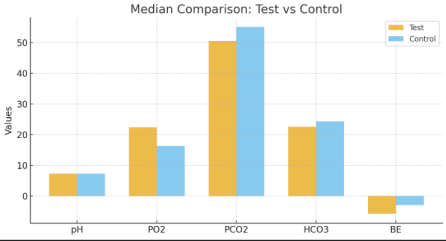 Median Comparison: Test vs Control
Test
Control
Values
50
40
30
20
10
0
pH PO2 PCO2 HCO3 BE